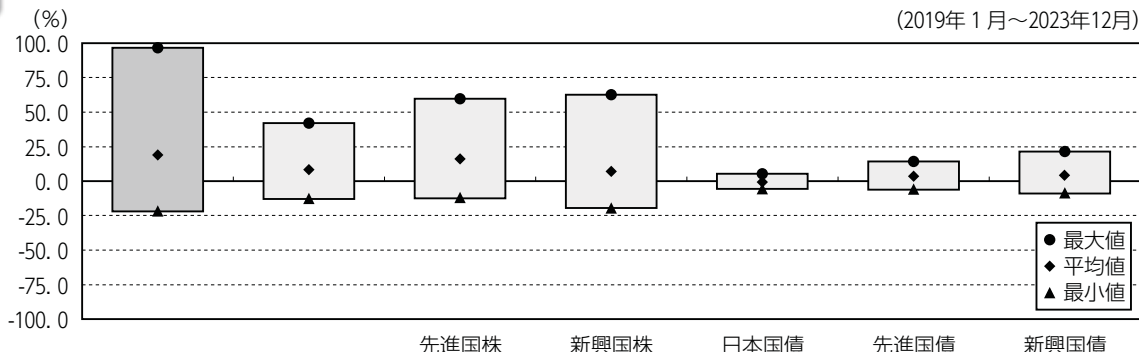 (%)
(2019年1月～2023年12月)
100.0
75.0
50.0
25.0
0.0
-25.0
-50.0
-75.0
-100.0
● 最大値
◆ 平均値
▲ 最小値
先進国株 新興国株 日本国債 先進国債 新興国債